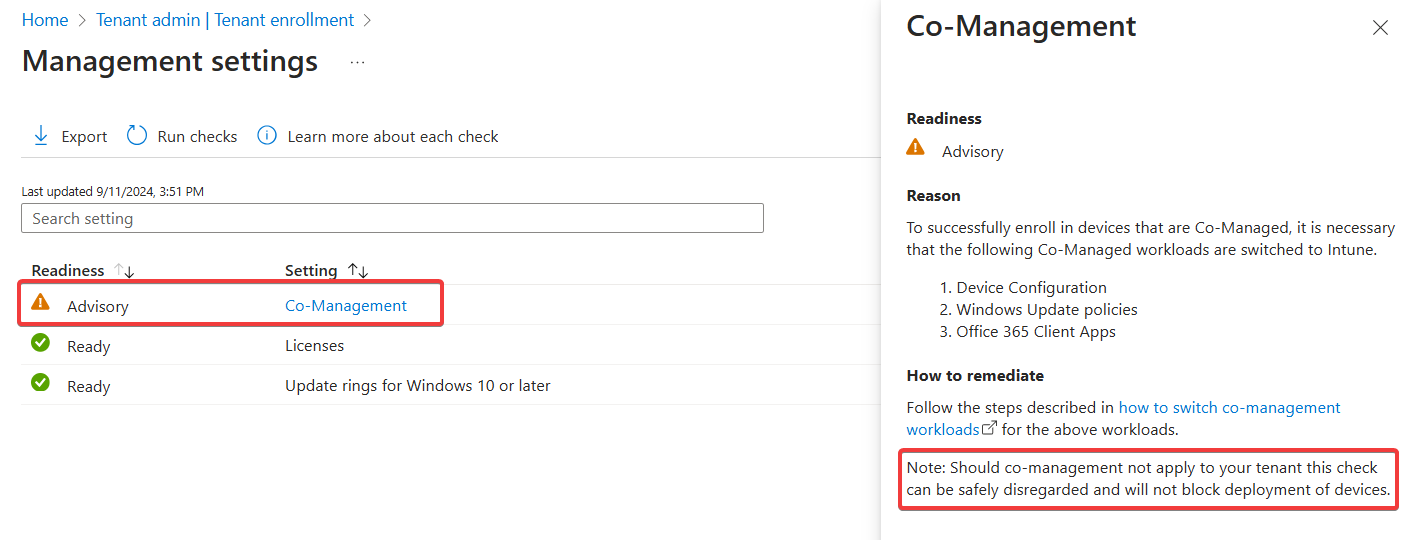 Home > Tenant admin | Tenant enrollment >
Management settings ...
Export Run checks Learn more about each check
Last updated 9/11/2024, 3:51 PM
Search setting
Readiness ↑↓ Setting ↑↓
Advisory Co-Management
Ready Licenses
Ready Update rings for Windows 10 or later
Co-Management
Readiness
Advisory
Reason
To successfully enroll in devices that are Co-Managed, it is necessary
that the following Co-Managed workloads are switched to Intune.
1. Device Configuration
2. Windows Update policies
3. Office 365 Client Apps
How to remediate
Follow the steps described in how to switch co-management
workloads for the above workloads.
Note: Should co-management not apply to your tenant this check
can be safely disregarded and will not block deployment of devices.